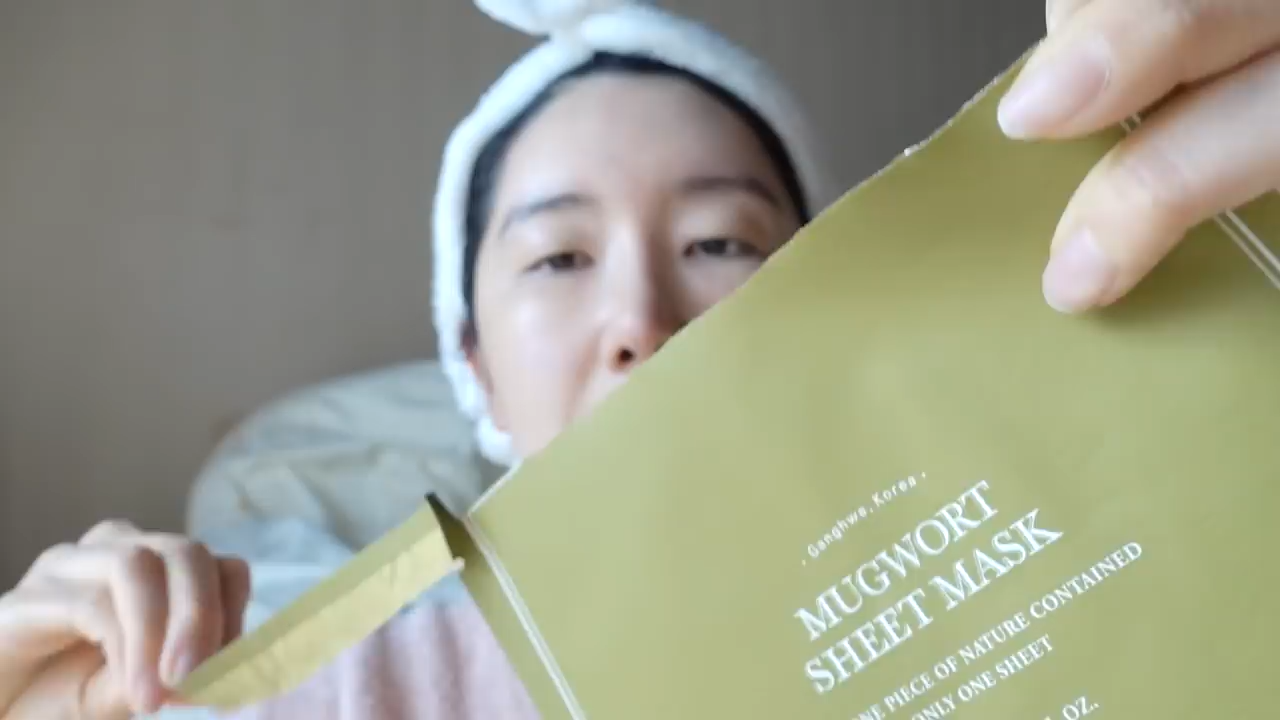 · Ganghwa, Korea ·
MUGWORT
SHEET MASK
ONE PIECE OF NATURE CONTAINED
ONLY ONE SHEET
OZ.